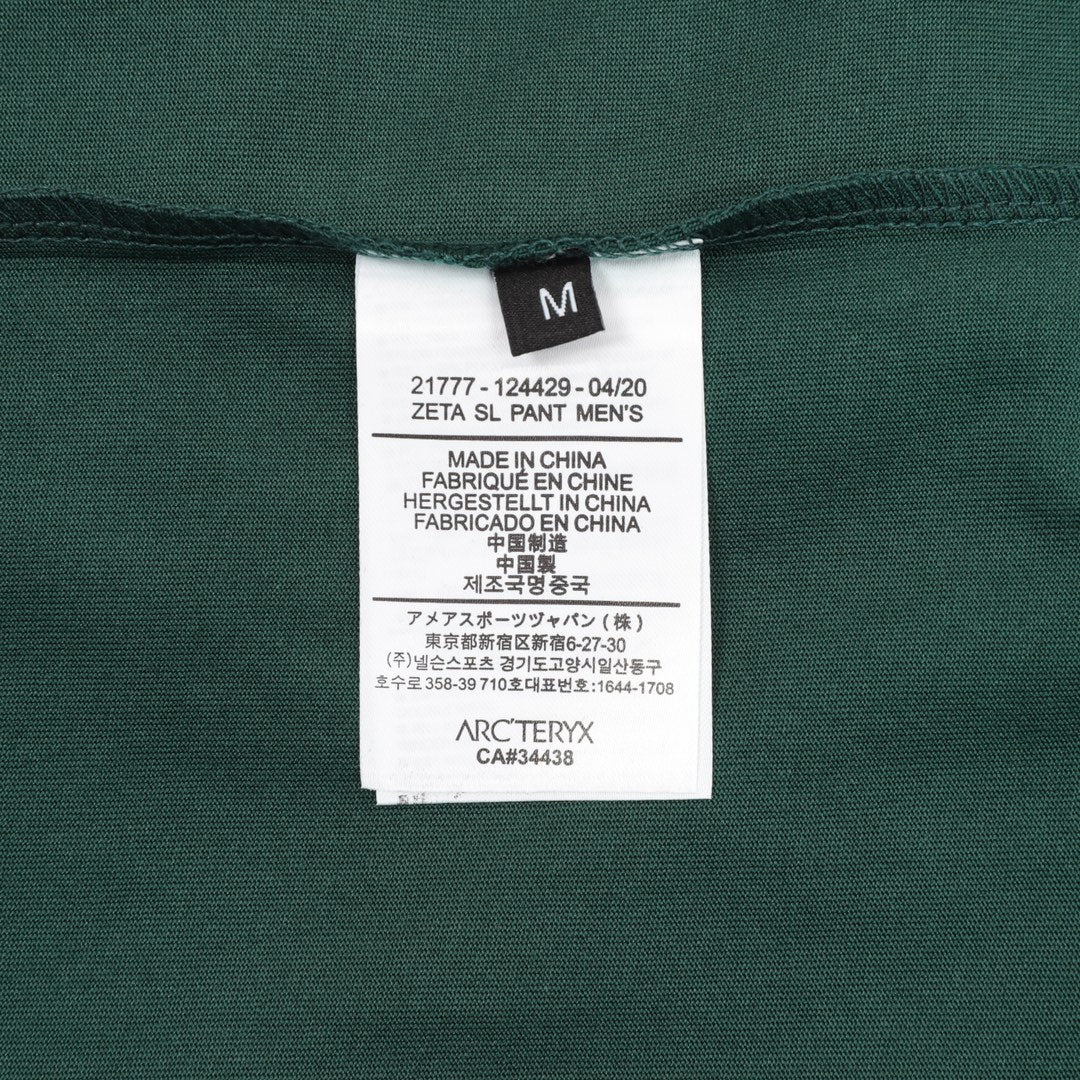 M
21777 - 124429 - 04/20
ZETA SL PANT MEN'S
MADE IN CHINA
FABRIQUÉ EN CHINE
HERGESTELLT IN CHINA
FABRICADO EN CHINA
中国制造
中国製
제조국명중국
アメアスポーツヅャパン (株)
東京都新宿区新宿6-27-30
(주)넬슨스포츠 경기도고양시일산동구
호수로 358-39 710호대표번호:1644-1708
ARC'TERYX
CA#34438